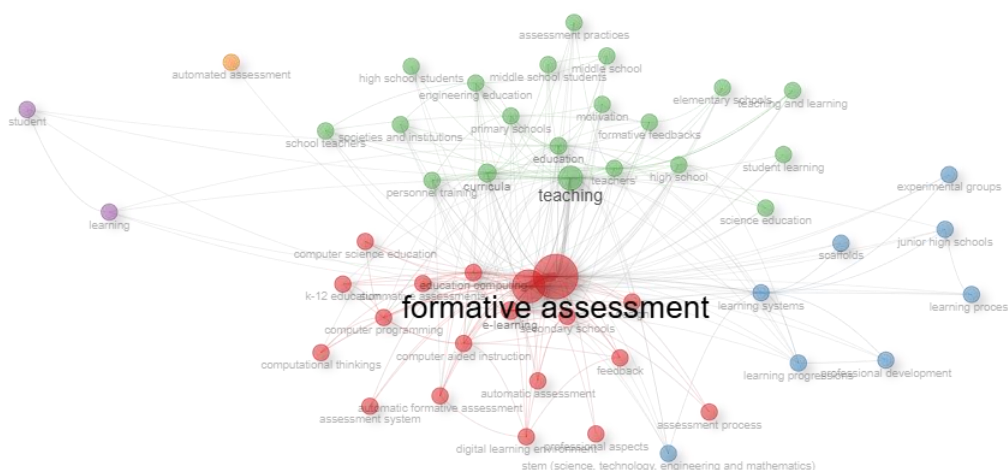 assessment practices
automated assessment
high school students
middle school students
middle school
engineering education
elementary schools
teaching and learning
student
school teachers
societies and institutions
primary schools
motivation
formative feedbacks
education
student learning
personnel training
curricula
teachers'
high school
experimental groups
teaching
learning
science education
computer science education
scaffolds
junior high schools
k-12 education
summative assessments
education computing
learning systems
learning process
formative assessment
computer programming
e-learning
secondary schools
computational thinkings
computer aided instruction
feedback
learning progressions
professional development
automatic assessment
assessment system
automatic formative assessment
assessment process
digital learning environment
professional aspects
stem (science, technology, engineering and mathematics)